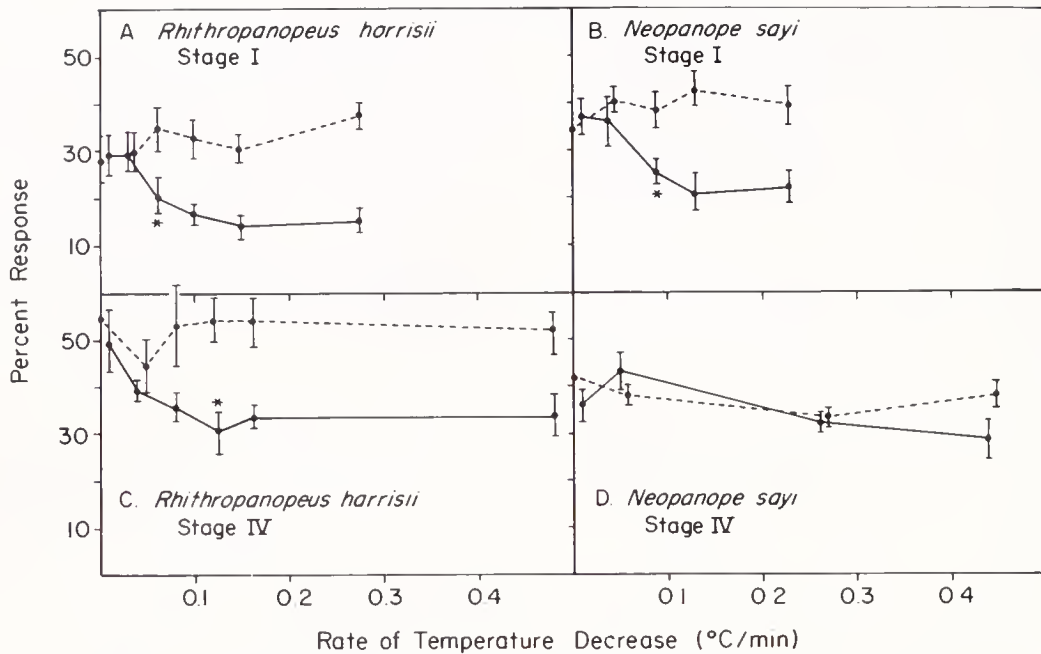 A Rhithropanopeus harrisii
Stage I
B. Neopanope sayi
Stage I
50
30
10
*
*
Percent Response
50
30
10
*
C. Rhithropanopeus harrisii
Stage IV
D. Neopanope sayi
Stage IV
0.1 0.2 0.3 0.4
0.1 0.2 0.3 0.4
Rate of Temperature Decrease (°C/min)